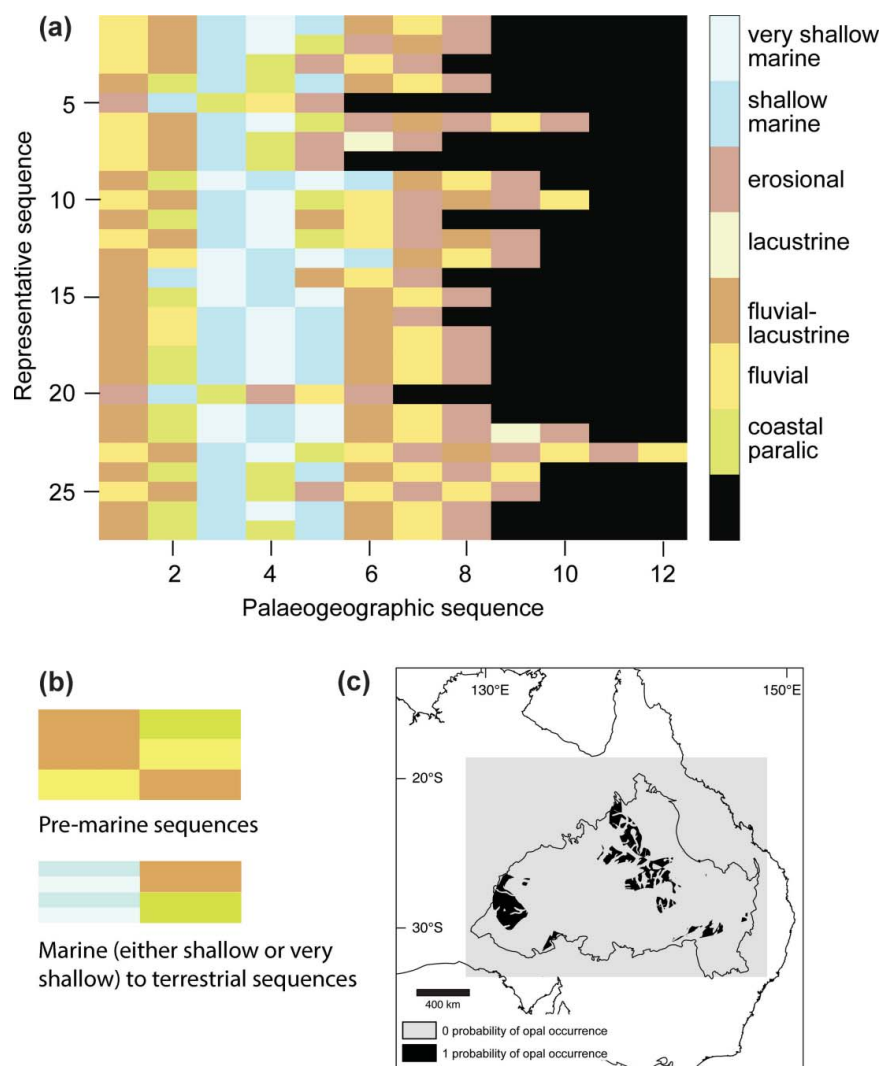 (a)
very shallow
marine
shallow
marine
erosional
lacustrine
fluvial-
lacustrine
fluvial
coastal
paralic
Representative sequence
5
10
15
20
25
2
4
6
8
10
12
Palaeogeographic sequence
(b)
Pre-marine sequences
Marine (either shallow or very
shallow) to terrestrial sequences
(c)
130°E
150°E
20°S
30°S
400 km
0 probability of opal occurrence
1 probability of opal occurrence